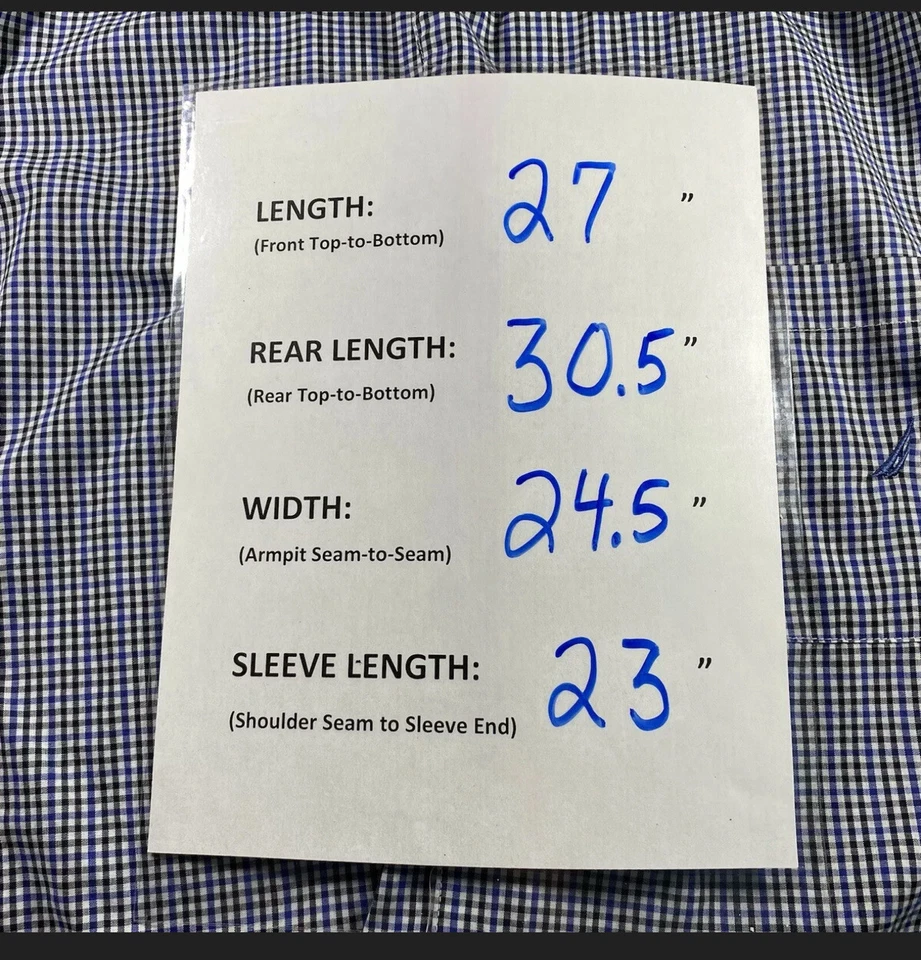 LENGTH: 27 ”
(Front Top-to-Bottom)
REAR LENGTH: 30.5 ”
(Rear Top-to-Bottom)
WIDTH: 24.5 ”
(Armpit Seam-to-Seam)
SLEEVE LENGTH: 23 ”
(Shoulder Seam to Sleeve End)